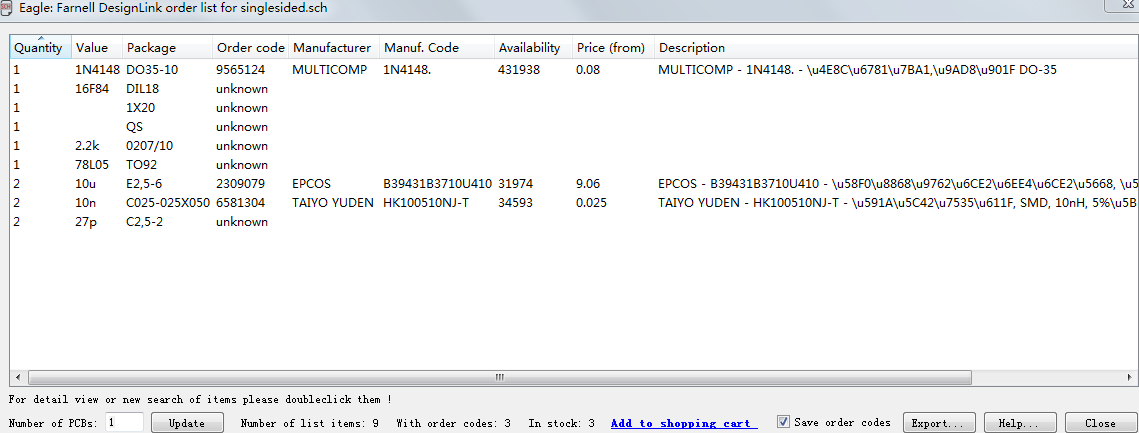 Eagle: Farnell DesignLink order list for singlesided.sch
Quantity Value Package Order code Manufacturer Manuf. Code Availability Price (from) Description
1 1N4148 DO35-10 9565124 MULTICOMP 1N4148. 431938 0.08 MULTICOMP - 1N4148. - \u4E8C\u6781\u7BA1,\u9AD8\u901F DO-35
1 16F84 DIL18 unknown
1 1X20 unknown
1 QS unknown
1 2.2k 0207/10 unknown
1 78L05 TO92 unknown
2 10u E2,5-6 2309079 EPCOS B39431B3710U410 31974 9.06 EPCOS - B39431B3710U410 - \u58F0\u8868\u9762\u6CE2\u6EE4\u6CE2\u5668, \u5
2 10n C025-025X050 6581304 TAIYO YUDEN HK100510NJ-T 34593 0.025 TAIYO YUDEN - HK100510NJ-T - \u591A\u5C42\u7535\u611F, SMD, 10nH, 5%\u5B
2 27p C2,5-2 unknown
For detail view or new search of items please doubleclick them !
Number of PCBs: 1 Update Number of list items: 9 With order codes: 3 In stock: 3 Add to shopping cart Save order codes Export... Help... Close